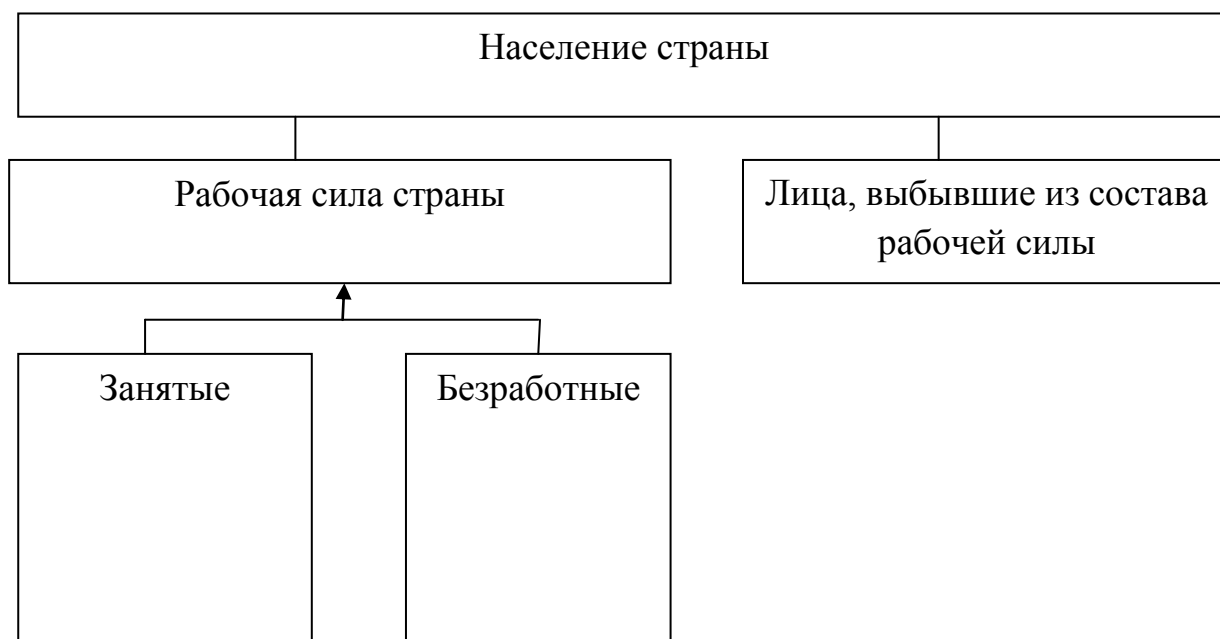 Население страны
Рабочая сила страны
Лица, выбывшие из состава
рабочей силы
Занятые
Безработные